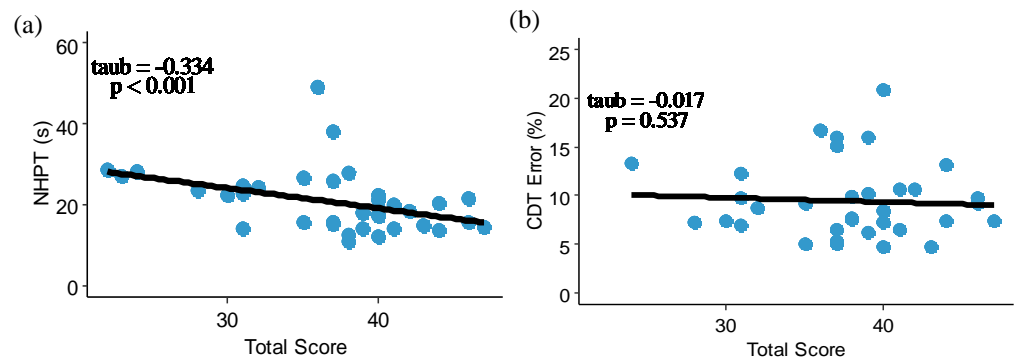 (a)
60
40
20
0
NHPT (s)
taub = -0.334
p < 0.001
30
40
Total Score
(b)
25
20
15
10
5
0
CDT Error (%)
taub = -0.017
p = 0.537
30
40
Total Score